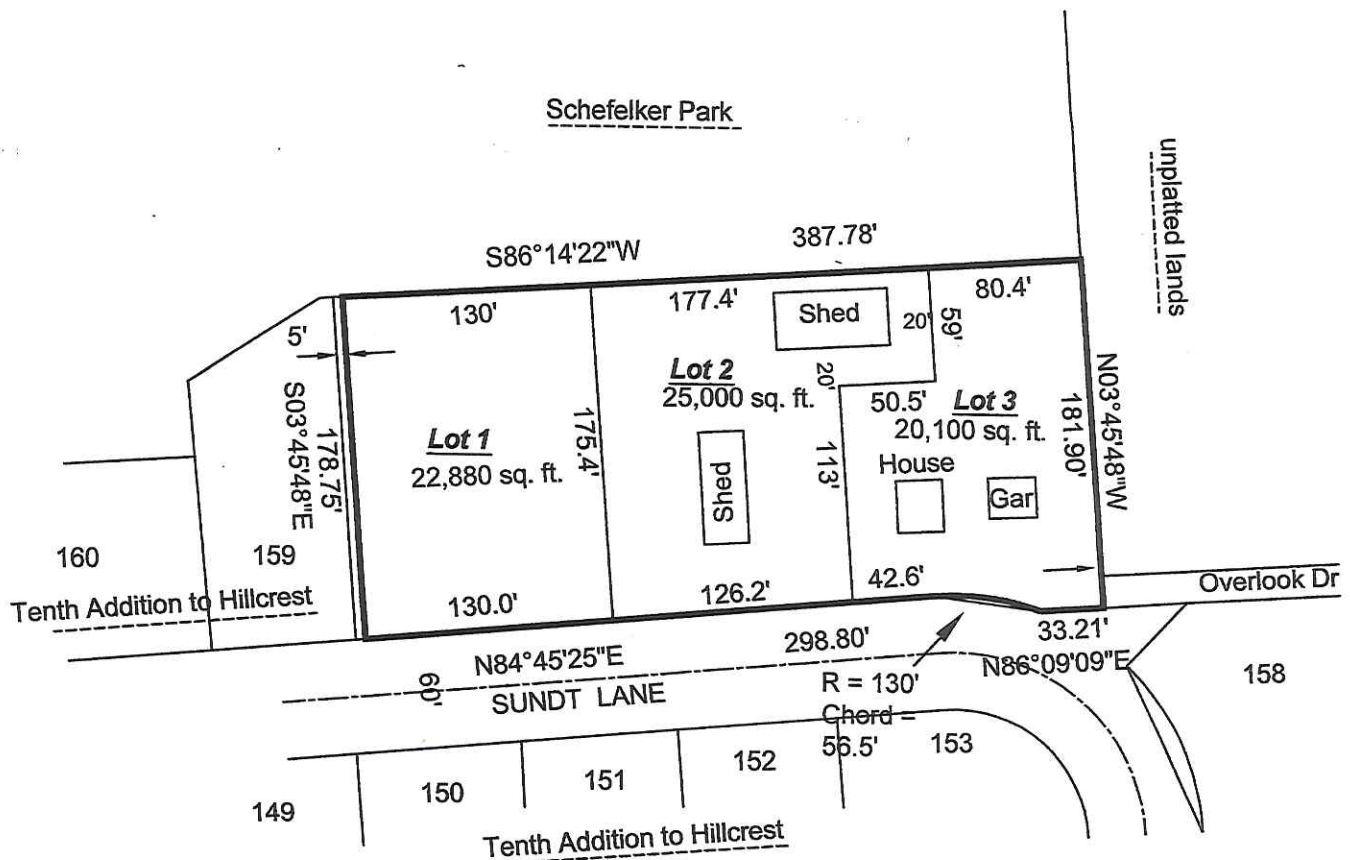 Schefelker Park
unplatted lands
S86°14'22"W
387.78'
130'
177.4'
Shed
20'
59'
80.4'
5'
S03°45'48"E
178.75'
Lot 1
22,880 sq. ft.
175.4'
Lot 2
25,000 sq. ft.
20'
50.5'
Lot 3
20,100 sq. ft.
181.90'
N03°45'48"W
113'
Shed
House
Gar
160
159
Tenth Addition to Hillcrest
130.0'
126.2'
42.6'
Overlook Dr
33.21'
N86°09'09"E
N84°45'25"E
298.80'
60'
SUNDT LANE
R = 130'
Chord =
56.5'
158
149
150
151
152
153
Tenth Addition to Hillcrest